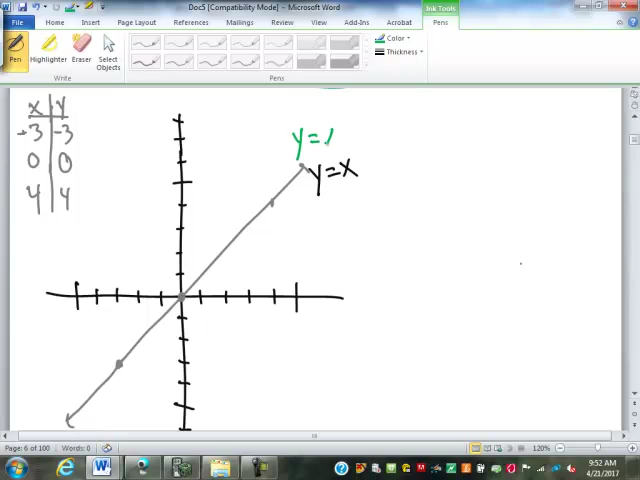 Doc5 [Compatibility Mode] - Microsoft Word
Ink Tools
File Home Insert Page Layout References Mailings Review View Add-Ins Acrobat Pens
Pen Highlighter Eraser Select Objects
Color
Thickness
Write Pens
X Y
-3 -3
0 0
4 4
y=
y=x
Page: 6 of 100 Words: 0 120%
9:52 AM
4/21/2017